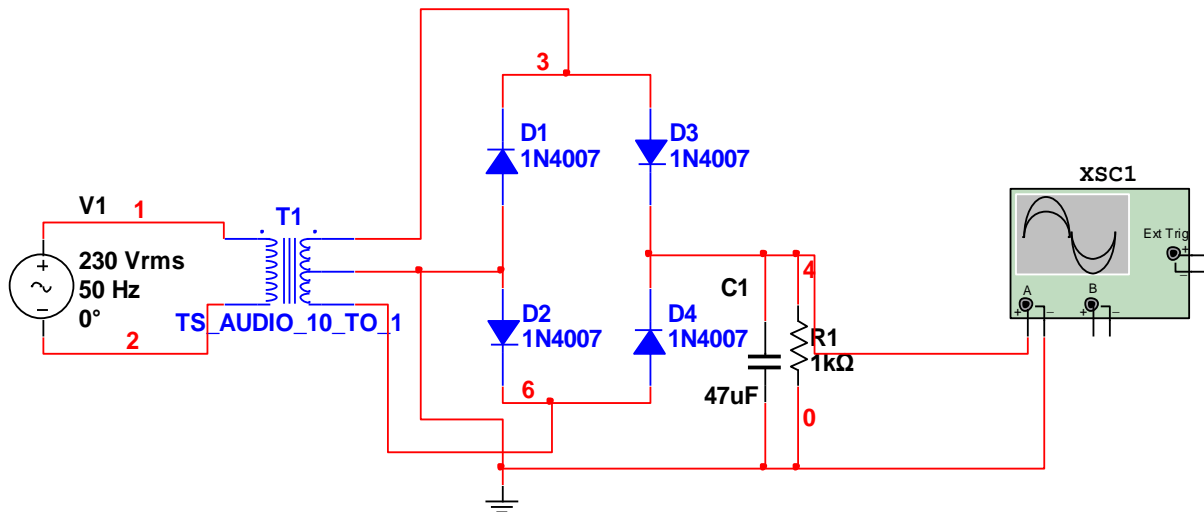 3
D1
1N4007
D3
1N4007
XSC1
Ext Trig
+
–
A
B
+
–
+
–
V1
1
T1
+
–
230 Vrms
50 Hz
0°
2
TS_AUDIO_10_TO_1
4
C1
D2
1N4007
D4
1N4007
R1
1kΩ
47uF
6
0